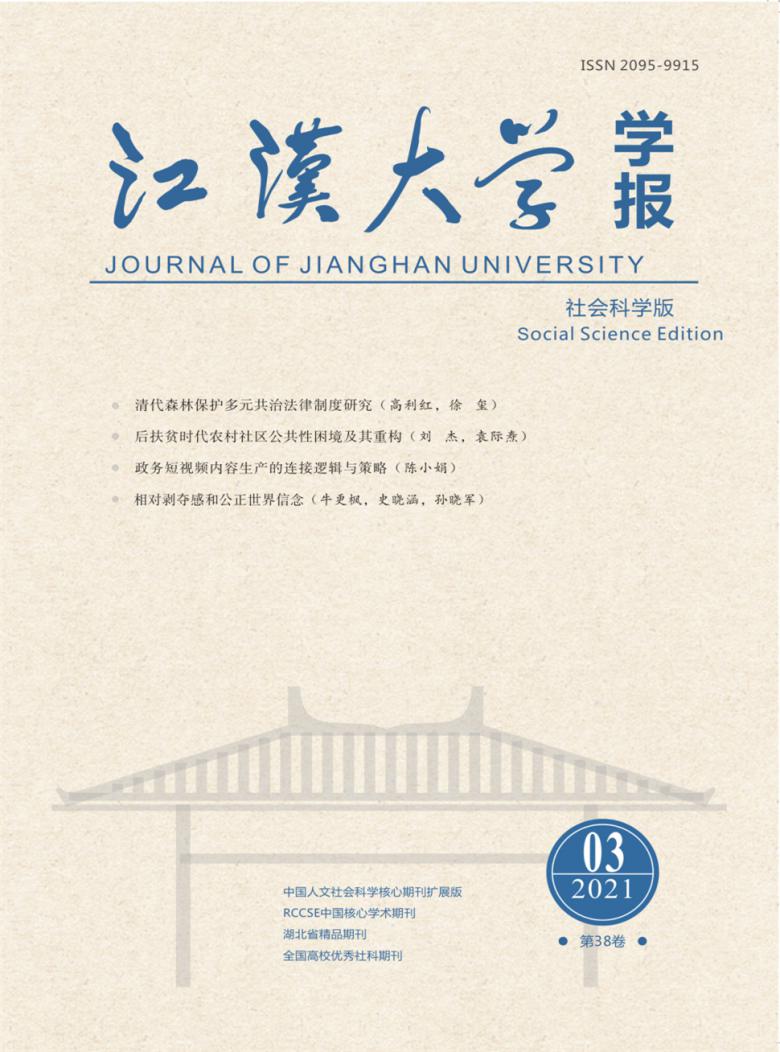 ISSN 2095-9915
江漢大学
学报
JOURNAL OF JIANGHAN UNIVERSITY
社会科学版
Social Science Edition
清代森林保护多元共治法律制度研究（高利红，徐 玺）
后扶贫时代农村社区公共性困境及其重构（刘 杰，袁际焘）
政务短视频内容生产的连接逻辑与策略（陈小娟）
相对剥夺感和公正世界信念（牛更枫，史晓涵，孙晓军）
03
2021
第38卷
中国人文社会科学核心期刊扩展版
RCCSE中国核心学术期刊
湖北省精品期刊
全国高校优秀社科期刊